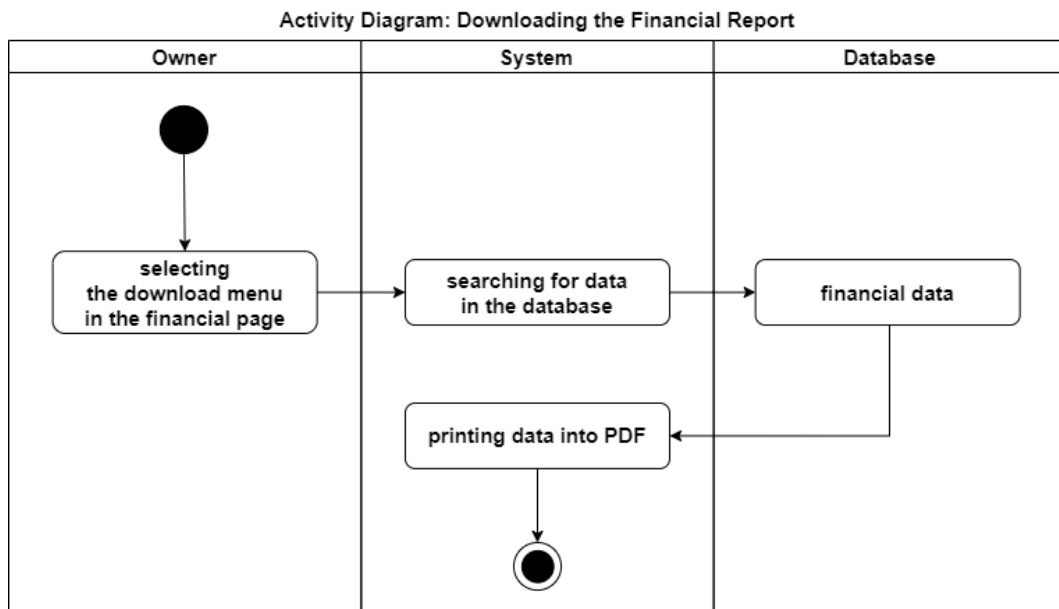 Activity Diagram: Downloading the Financial Report
Owner
System
Database
selecting
the download menu
in the financial page
searching for data
in the database
financial data
printing data into PDF